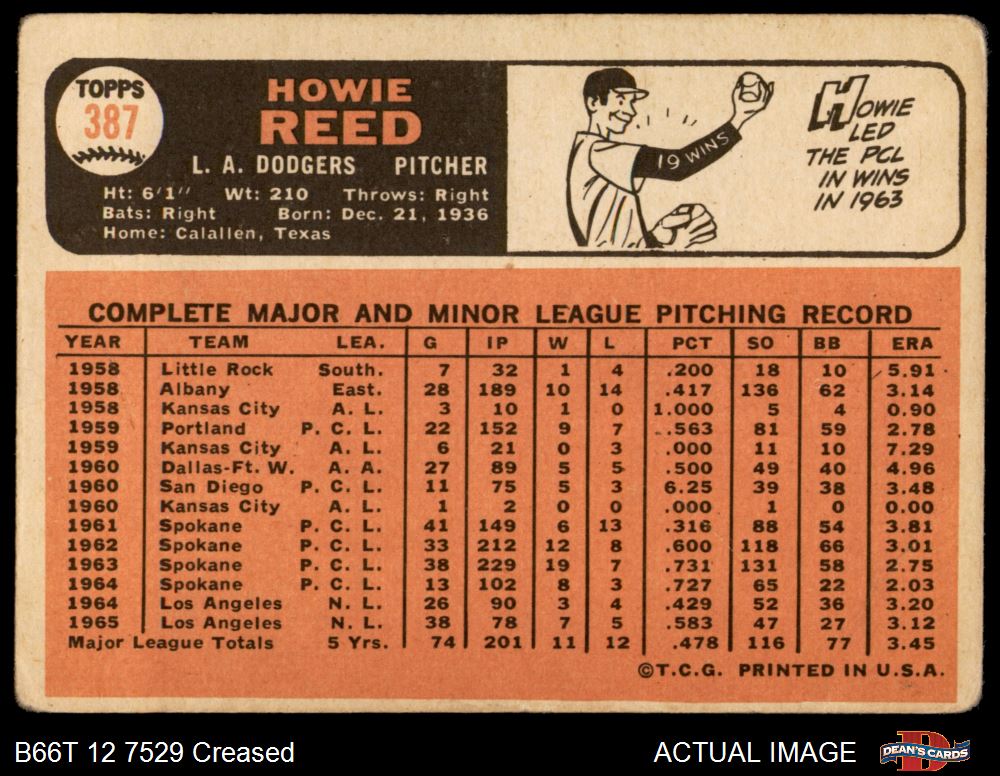 TOPPS
387
HOWIE
REED
L. A. DODGERS PITCHER
Ht: 6'1" Wt: 210 Throws: Right
Bats: Right Born: Dec. 21, 1936
Home: Calallen, Texas
19 WINS
HOWIE
LED
THE PCL
IN WINS
IN 1963
COMPLETE MAJOR AND MINOR LEAGUE PITCHING RECORD
YEAR TEAM LEA. G IP W L PCT SO BB ERA
1958 Little Rock South. 7 32 1 4 .200 18 10 5.91
1958 Albany East. 28 189 10 14 .417 136 62 3.14
1958 Kansas City A. L. 3 10 1 0 1.000 5 4 0.90
1959 Portland P. C. L. 22 152 9 7 .563 81 59 2.78
1959 Kansas City A. L. 6 21 0 3 .000 11 10 7.29
1960 Dallas-Ft. W. A. A. 27 89 5 5 .500 49 40 4.96
1960 San Diego P. C. L. 11 75 5 3 6.25 39 38 3.48
1960 Kansas City A. L. 1 2 0 0 .000 1 0 0.00
1961 Spokane P. C. L. 41 149 6 13 .316 88 54 3.81
1962 Spokane P. C. L. 33 212 12 8 .600 118 66 3.01
1963 Spokane P. C. L. 38 229 19 7 .731 131 58 2.75
1964 Spokane P. C. L. 13 102 8 3 .727 65 22 2.03
1964 Los Angeles N. L. 26 90 3 4 .429 52 36 3.20
1965 Los Angeles N. L. 38 78 7 5 .583 47 27 3.12
Major League Totals 5 Yrs. 74 201 11 12 .478 116 77 3.45
©T.C.G. PRINTED IN U.S.A.
B66T 12 7529 Creased
ACTUAL IMAGE
D
DEAN'S CARDS